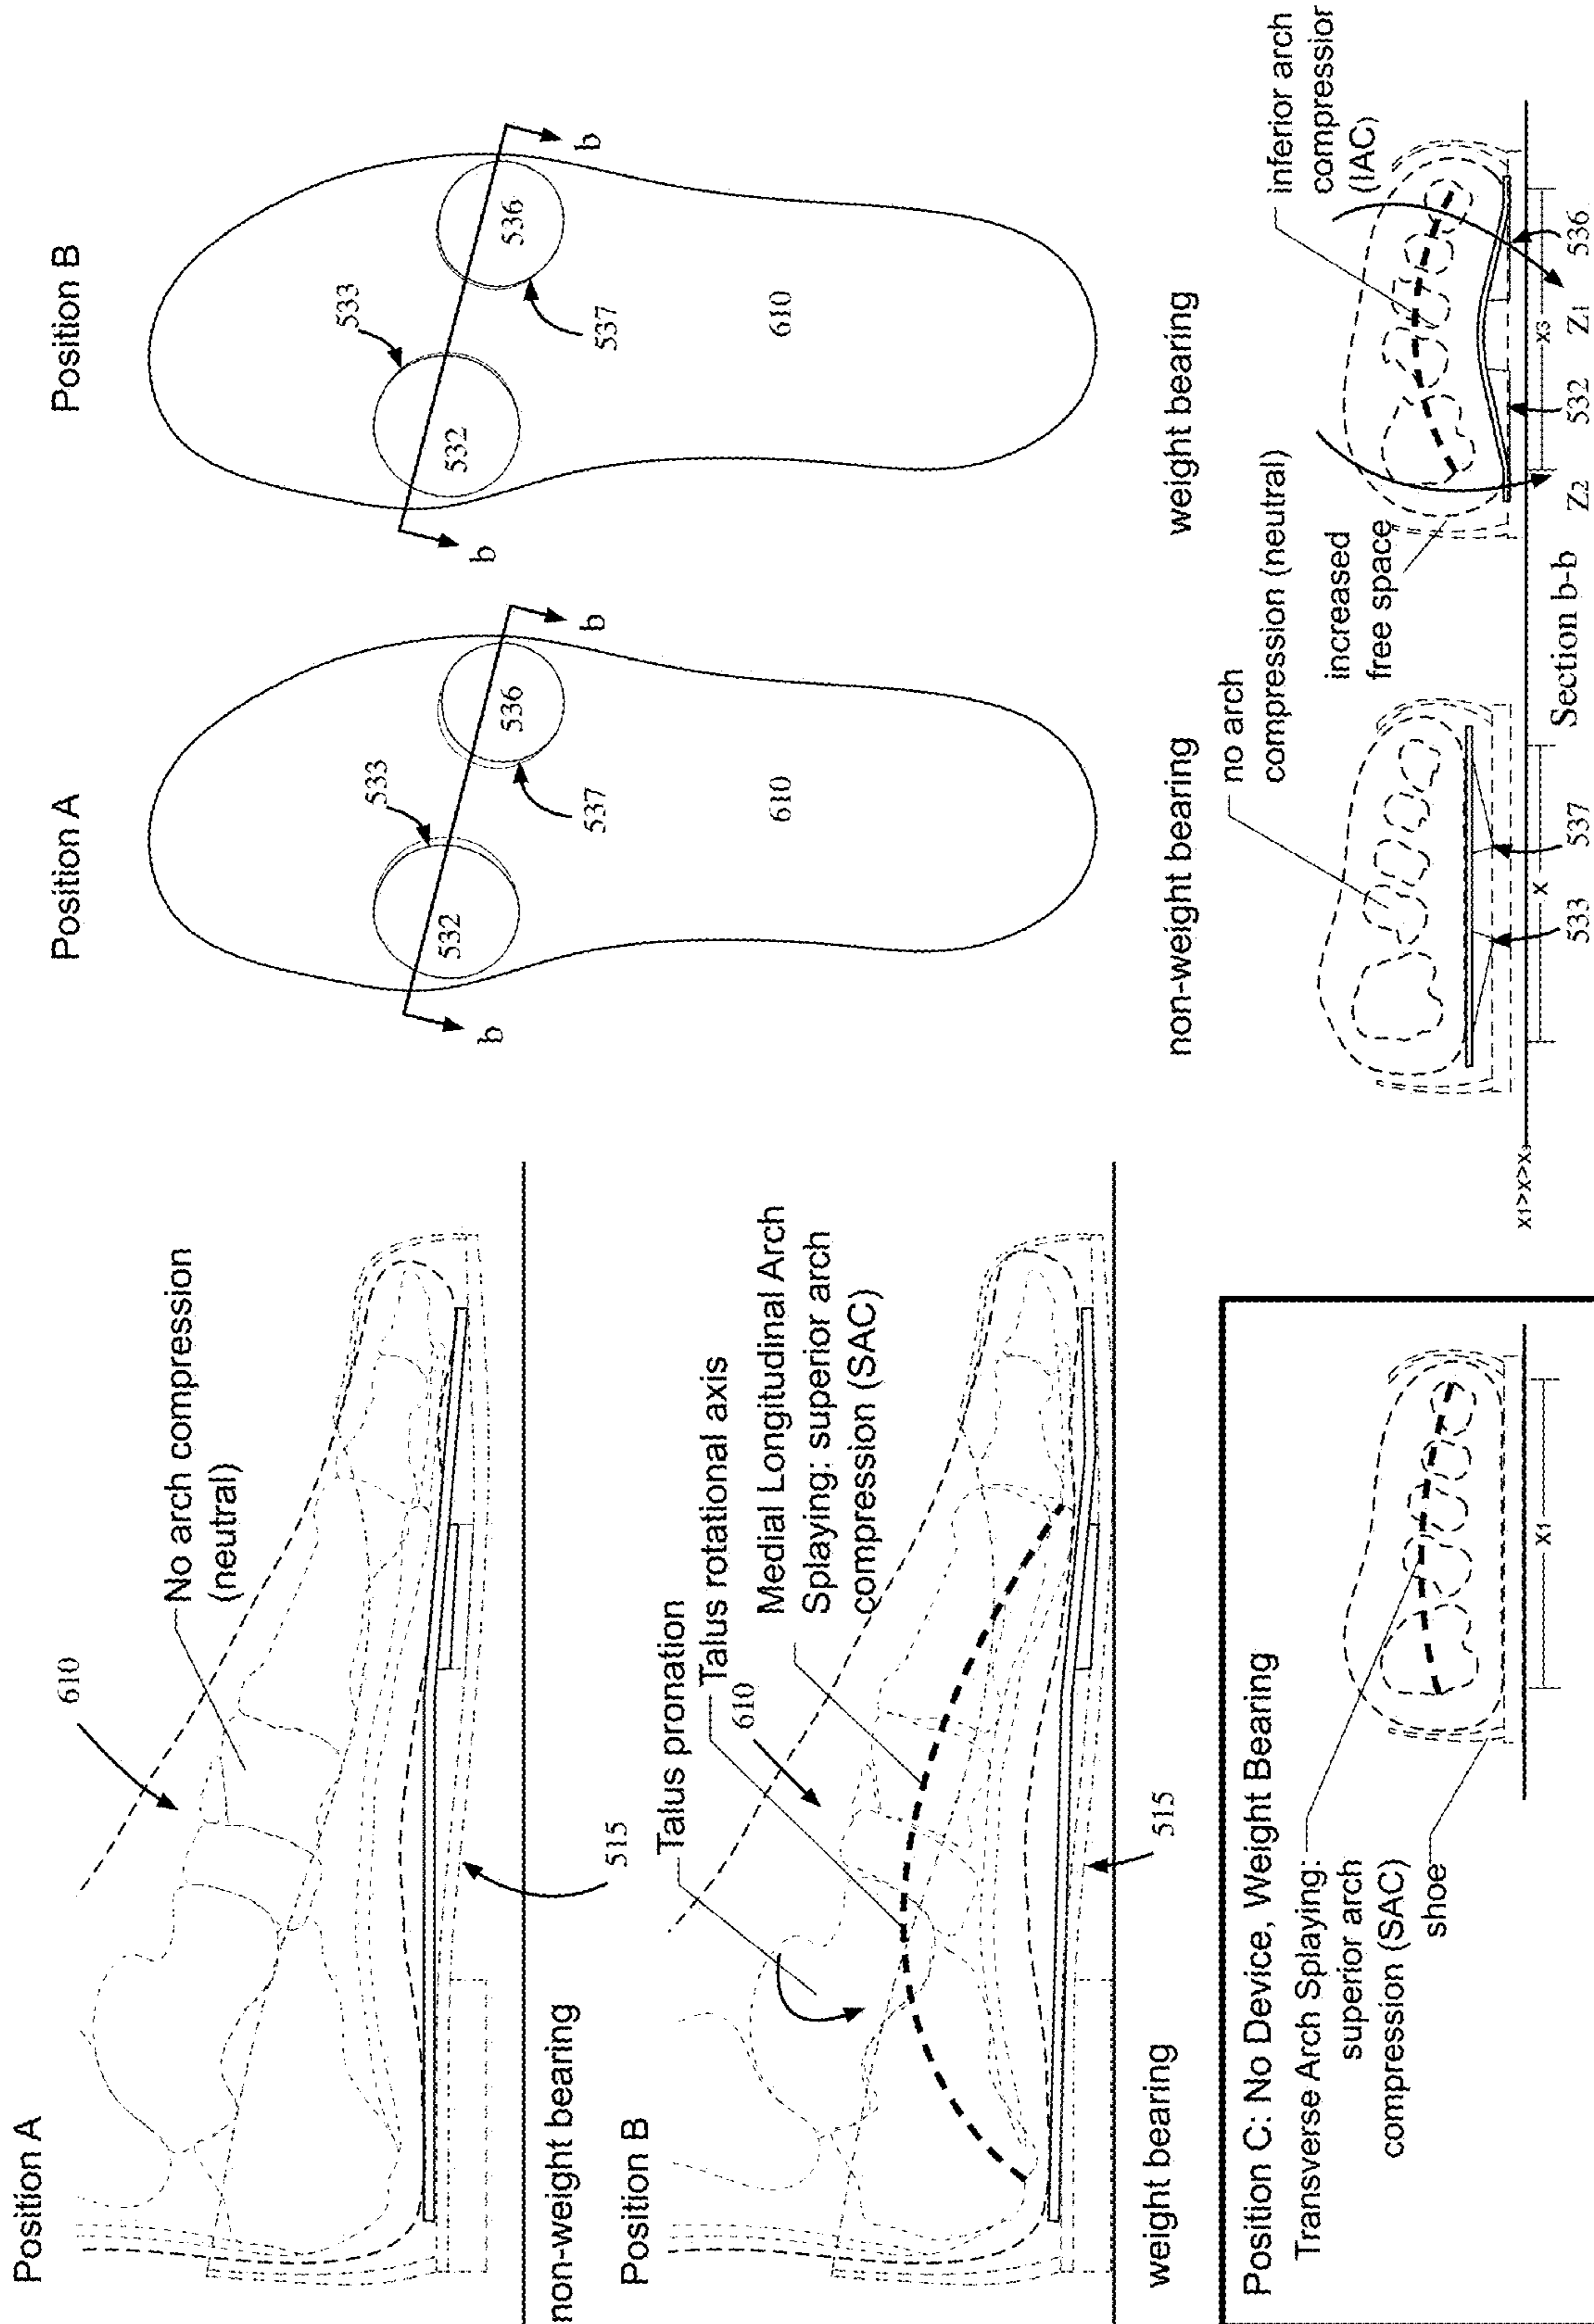 Position A
610
No arch compression
(neutral)
515
non-weight bearing
Position B
Talus pronation
Talus rotational axis
610
Medial Longitudinal Arch
Splaying: superior arch
compression (SAC)
515
weight bearing
Position C: No Device, Weight Bearing
Transverse Arch Splaying:
superior arch
compression (SAC)
shoe
X1
Position A
533
532
536
537
b
b
610
Position B
533
532
536
537
b
b
610
non-weight bearing
no arch
compression (neutral)
X
533
537
X1>X>X3
Section b-b
weight bearing
increased
free space
inferior arch
compression
(IAC)
X3
Z2
532
Z1
536